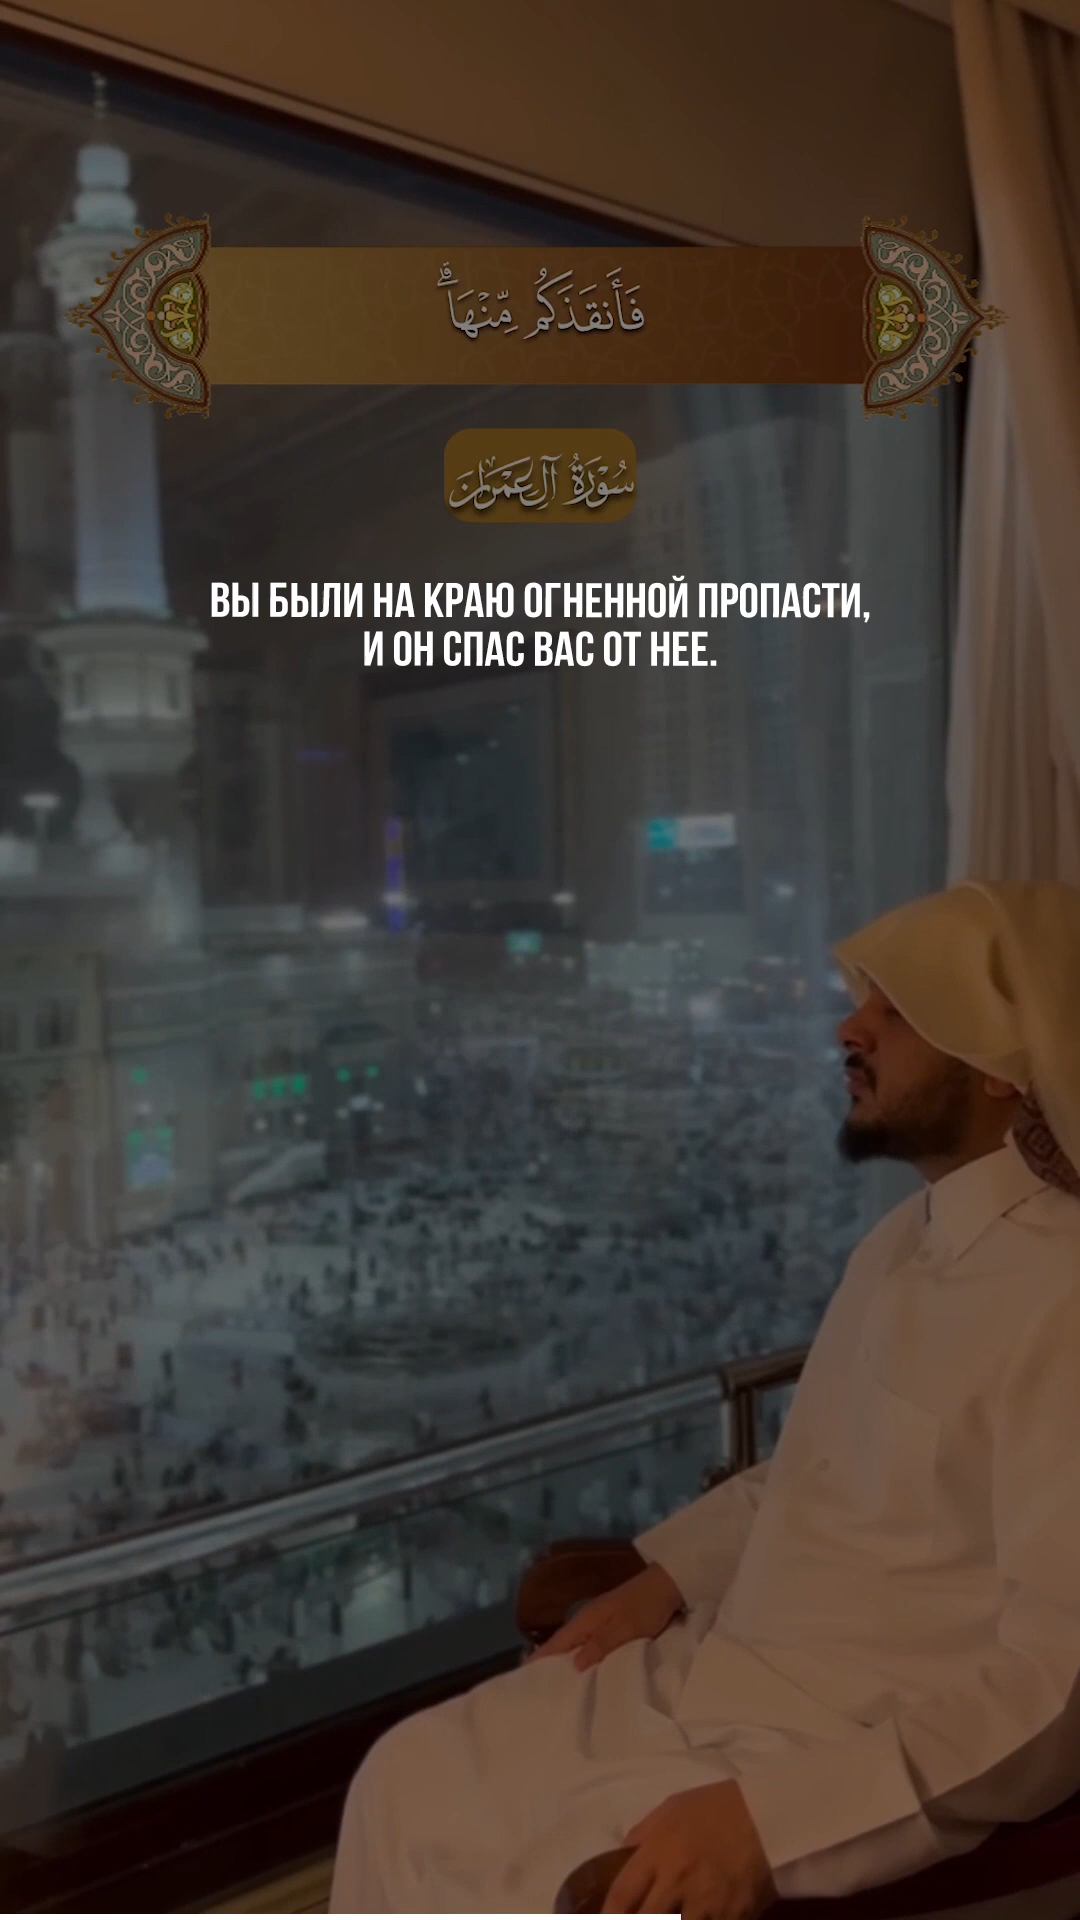 فَأَنقَذَكُم مِّنۡهَاۗ
سُورَةُ آلِ عِمۡرَانَ
ВЫ БЫЛИ НА КРАЮ ОГНЕННОЙ ПРОПАСТИ,
И ОН СПАС ВАС ОТ НЕЕ.